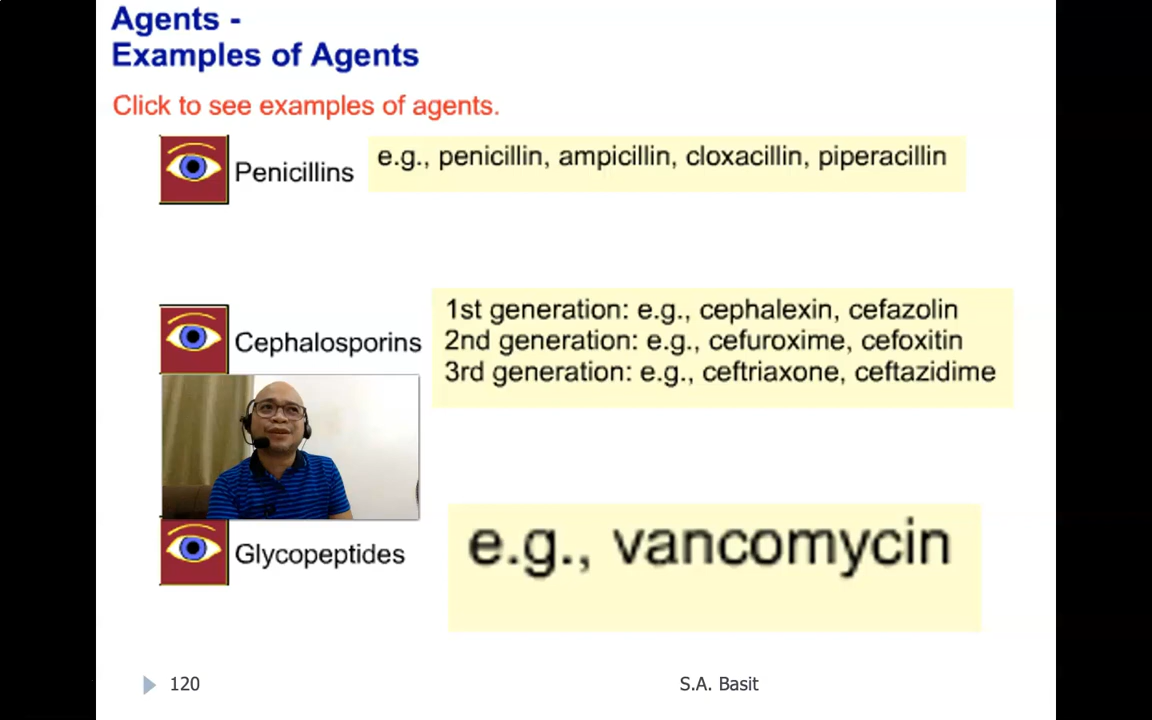 Agents -
Examples of Agents
Click to see examples of agents.
Penicillins
e.g., penicillin, ampicillin, cloxacillin, piperacillin
Cephalosporins
1st generation: e.g., cephalexin, cefazolin
2nd generation: e.g., cefuroxime, cefoxitin
3rd generation: e.g., ceftriaxone, ceftazidime
Glycopeptides
e.g., vancomycin
120
S.A. Basit